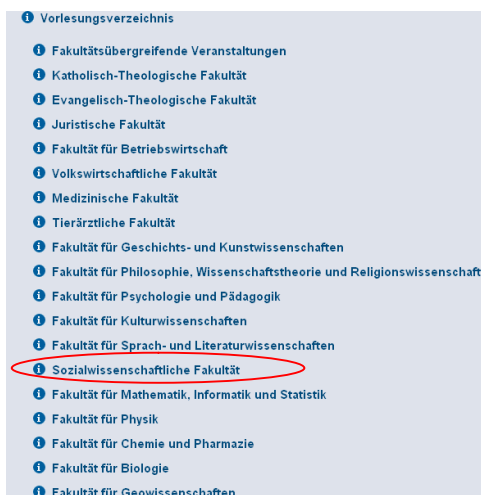 Vorlesungsverzeichnis
Fakultätsübergreifende Veranstaltungen
Katholisch-Theologische Fakultät
Evangelisch-Theologische Fakultät
Juristische Fakultät
Fakultät für Betriebswirtschaft
Volkswirtschaftliche Fakultät
Medizinische Fakultät
Tierärztliche Fakultät
Fakultät für Geschichts- und Kunstwissenschaften
Fakultät für Philosophie, Wissenschaftstheorie und Religionswissenschaft
Fakultät für Psychologie und Pädagogik
Fakultät für Kulturwissenschaften
Fakultät für Sprach- und Literaturwissenschaften
Sozialwissenschaftliche Fakultät
Fakultät für Mathematik, Informatik und Statistik
Fakultät für Physik
Fakultät für Chemie und Pharmazie
Fakultät für Biologie
Fakultät für Geowissenschaften